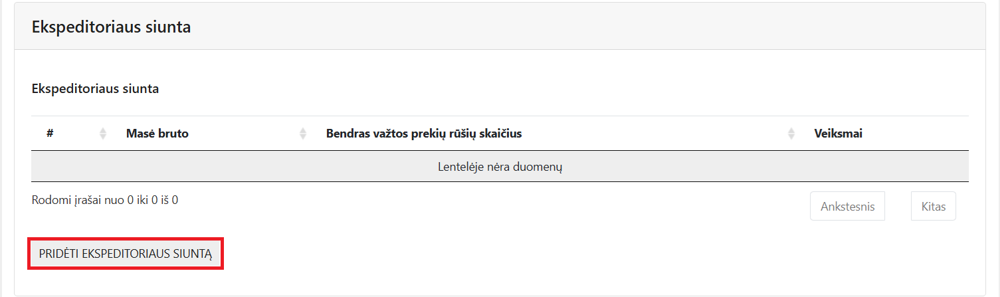 Ekspeditoriaus siunta
Ekspeditoriaus siunta
# Masė bruto Bendras važtos prekių rūšių skaičius Veiksmai
Lentelėje nėra duomenų
Rodomi įrašai nuo 0 iki 0 iš 0
Ankstesnis Kitas
PRIDĖTI EKSPEDITORIAUS SIUNTĄ